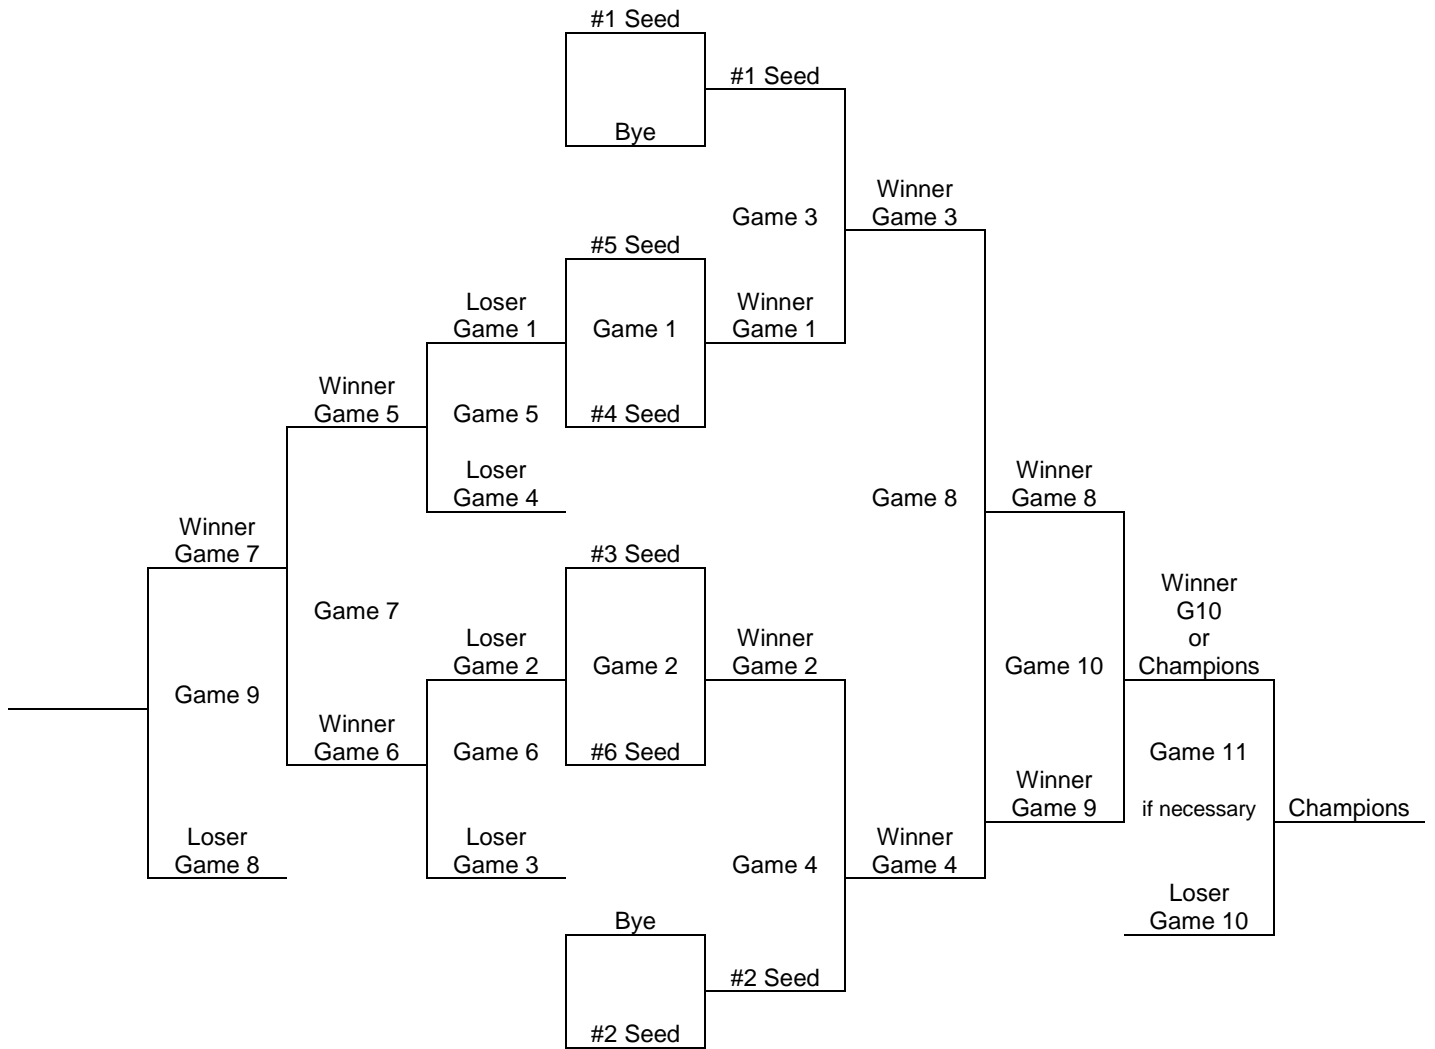 #1 Seed
#1 Seed
Bye
Winner
Game 3
Game 3
#5 Seed
Loser
Game 1
Game 1
Winner
Game 1
Winner
Game 5
Game 5
#4 Seed
Loser
Game 4
Game 8
Winner
Game 8
Winner
Game 7
#3 Seed
Winner
G10
or
Champions
Game 7
Loser
Game 2
Game 2
Winner
Game 2
Game 10
Game 9
Winner
Game 6
Game 6
#6 Seed
Game 11
if necessary
Winner
Game 9
Champions
Loser
Game 8
Loser
Game 3
Game 4
Winner
Game 4
Loser
Game 10
Bye
#2 Seed
#2 Seed